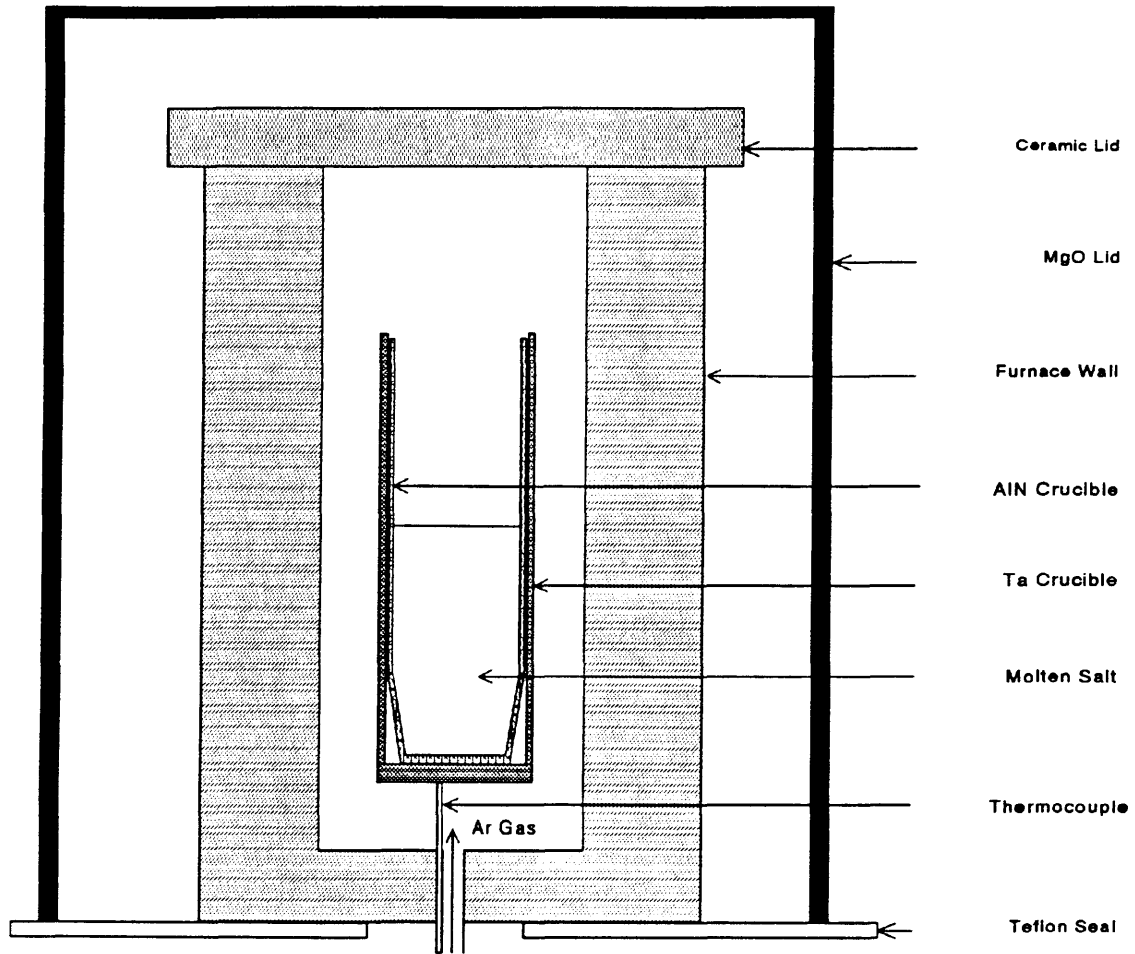 Ceramic Lid
MgO Lid
Furnace Wall
AlN Crucible
Ta Crucible
Molten Salt
Thermocouple
Ar Gas
Teflon Seal